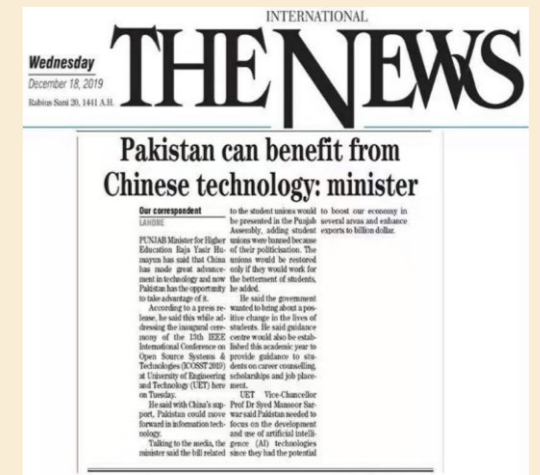 INTERNATIONAL
THE NEWS
Wednesday
December 18, 2019
Rabius Sani 20, 1441 A.H.
Pakistan can benefit from
Chinese technology: minister
Our correspondent
LAHORE
PUNJAB Minister for Higher
Education Raja Yasir Hu-
mayun has said that China
has made great advance-
ment in technology and now
Pakistan has the opportunity
to take advantage of it.
According to a press re-
lease, he said this while ad-
dressing the inaugural cere-
mony of the 13th IEEE
International Conference on
Open Source Systems &
Technologies (ICOSST 2019)
at University of Engineering
and Technology (UET) here
on Tuesday.
He said with China's sup-
port, Pakistan could move
forward in information tech-
nology.
Talking to the media, the
minister said the bill related
to the student unions would
be presented in the Punjab
Assembly, adding student
unions were banned because
of their politicisation. The
unions would be restored
only if they would work for
the betterment of students,
he added.
He said the government
wanted to bring about a pos-
itive change in the lives of
students. He said guidance
centre would also be estab-
lished this academic year to
provide guidance to stu-
dents on career counselling,
scholarships and job place-
ment.
UET Vice-Chancellor
Prof Dr Syed Mansoor Sar-
war said Pakistan needed to
focus on the development
and use of artificial intelli-
gence (AI) technologies
since they had the potential
to boost our economy in
several areas and enhance
exports to billion dollar.